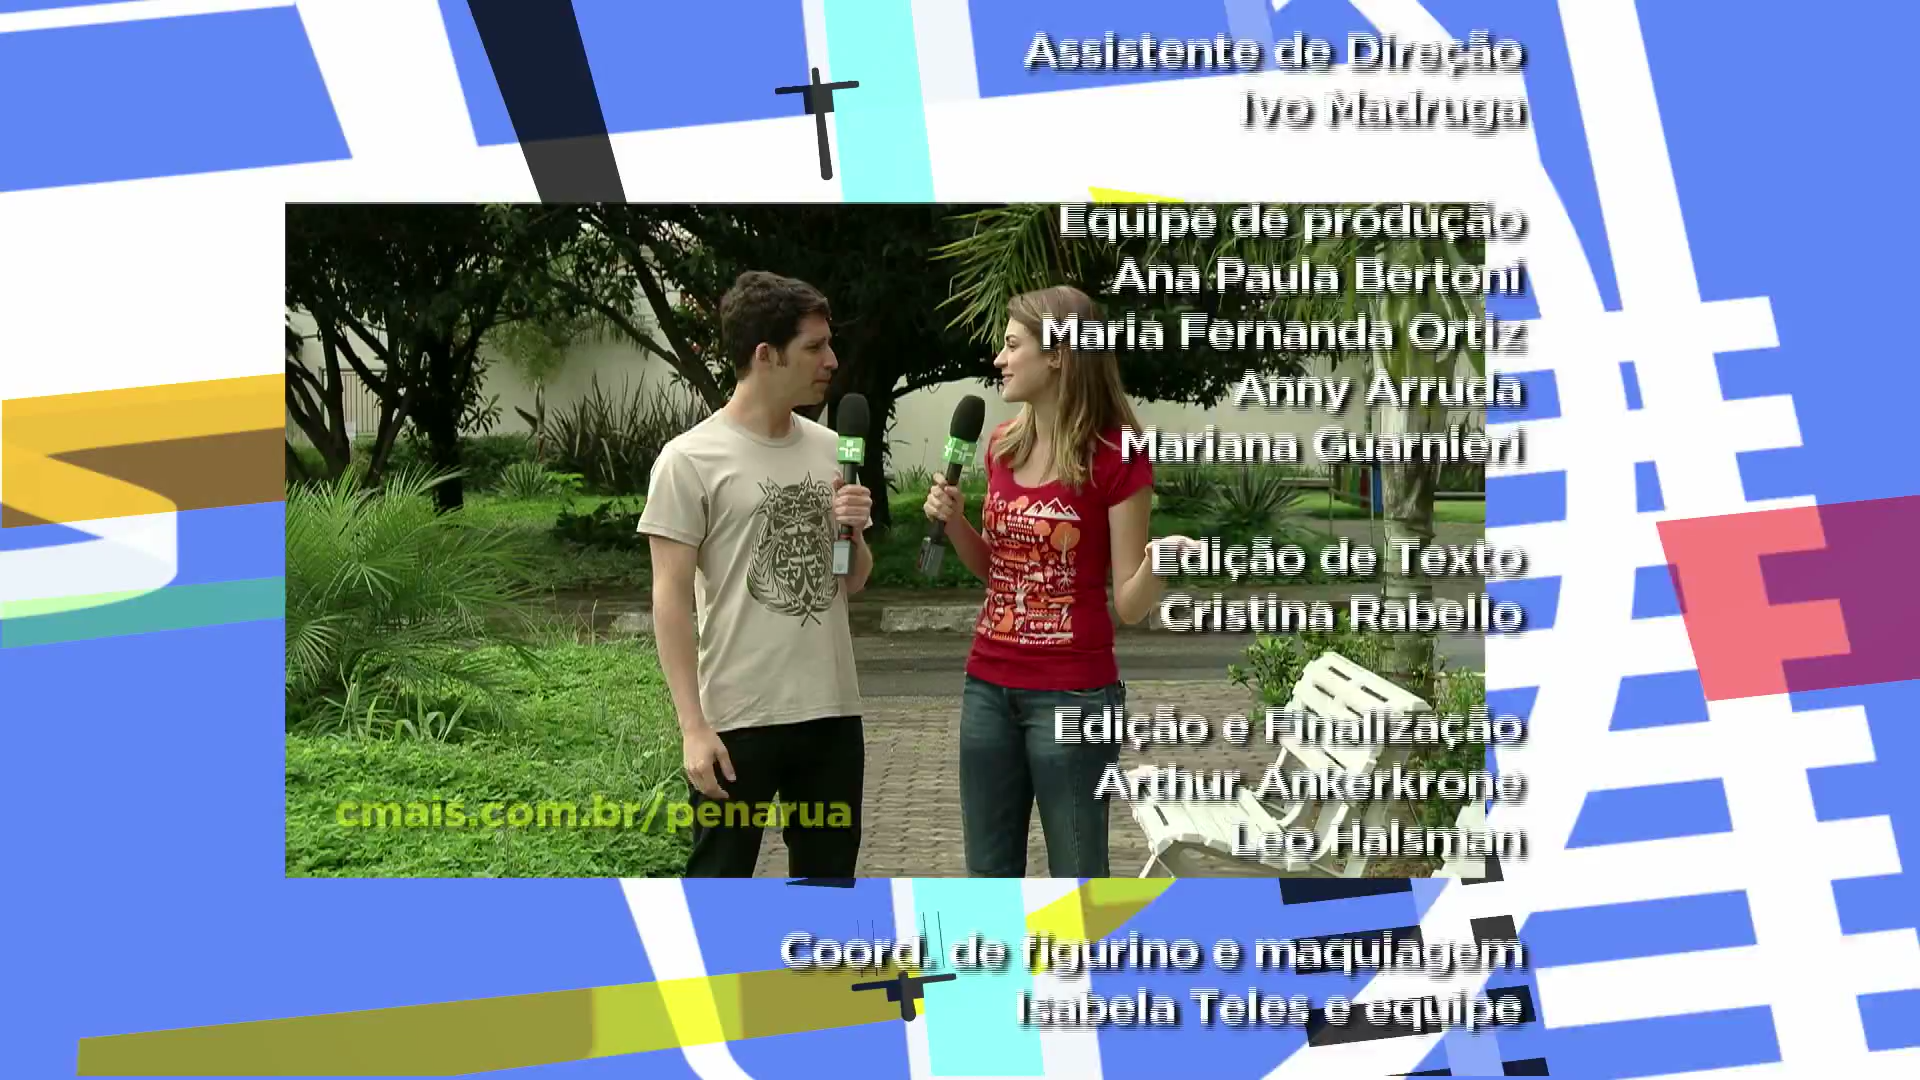 Assistente de Direção
Ivo Madruga
Equipe de produção
Ana Paula Bertoni
Maria Fernanda Ortiz
Anny Arruda
Mariana Guarnieri
Edição de Texto
Cristina Rabello
Edição e Finalização
Arthur Ankerkrone
Leo Halsman
cmais.com.br/penarua
Coord. de figurino e maquiagem
Isabela Teles e equipe